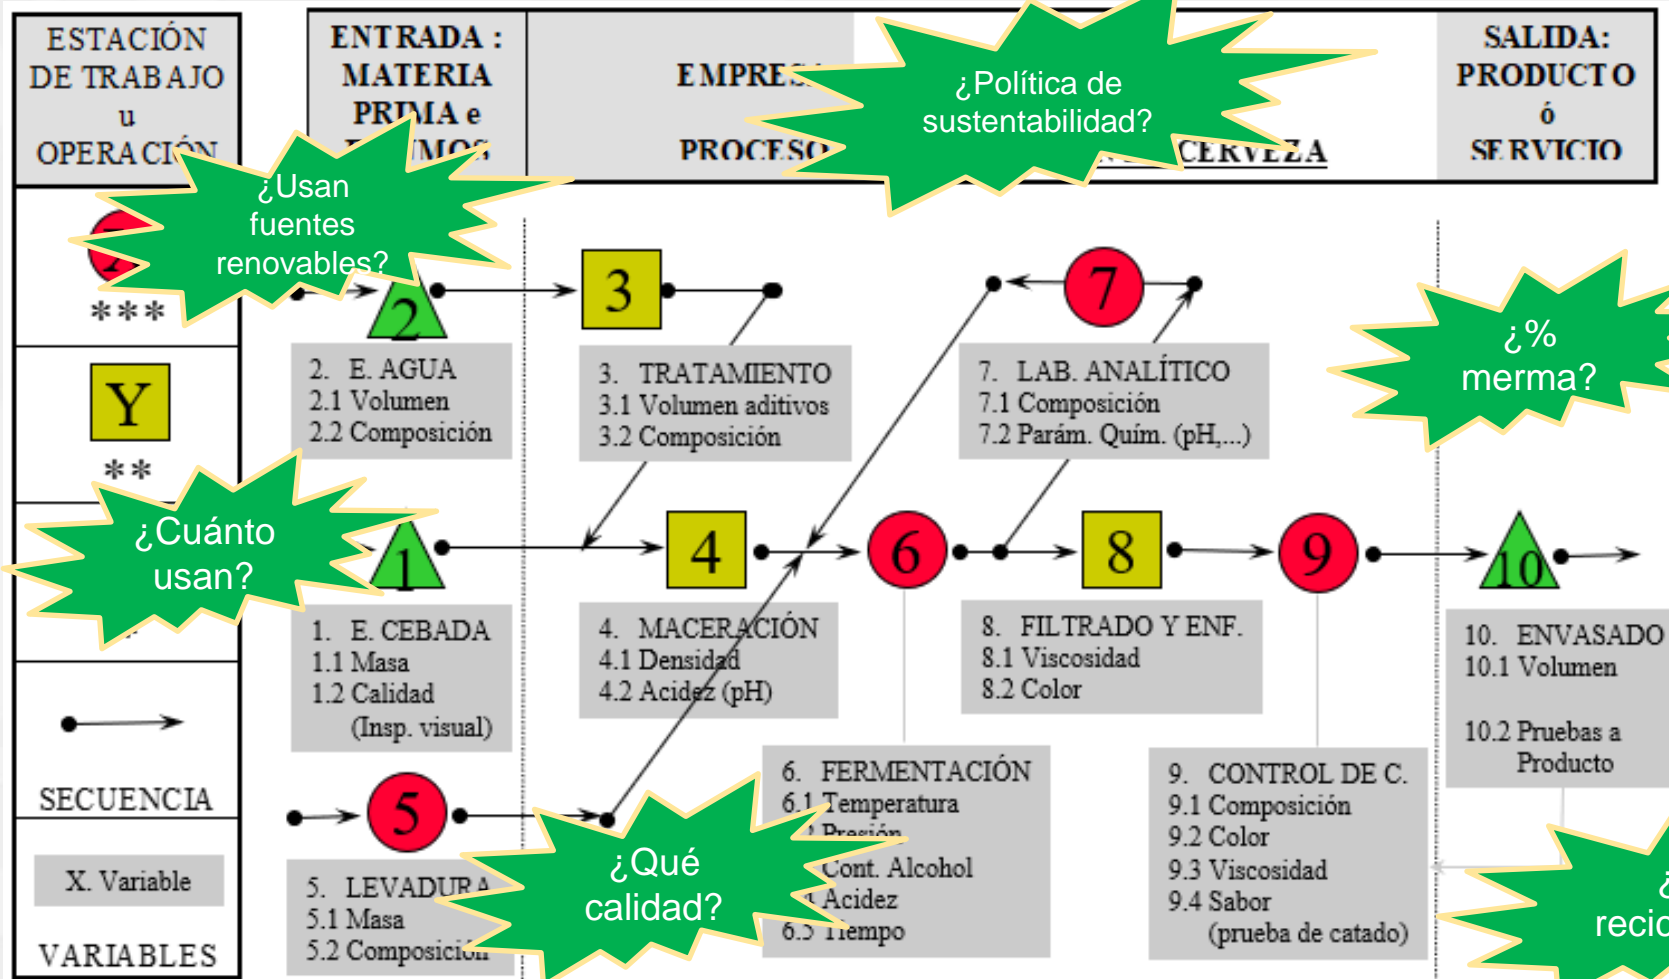 ESTACIÓN
DE TRABAJO
u
OPERACIÓN
ENTRADA :
MATERIA
PRIMA e
PROCESO
CERVEZA
SALIDA:
PRODUCTO
ó
SERVICIO
¿Política de
sustentabilidad?
¿Usan
fuentes
renovables?
***
Y
**
¿Cuánto
usan?
SECUENCIA
X. Variable
VARIABLES
2
3
7
2. E. AGUA
2.1 Volumen
2.2 Composición
3. TRATAMIENTO
3.1 Volumen aditivos
3.2 Composición
7. LAB. ANALÍTICO
7.1 Composición
7.2 Parám. Quím. (pH,...)
¿%
merma?
1
4
6
8
9
10
1. E. CEBADA
1.1 Masa
1.2 Calidad
(Insp. visual)
4. MACERACIÓN
4.1 Densidad
4.2 Acidez (pH)
8. FILTRADO Y ENF.
8.1 Viscosidad
8.2 Color
10. ENVASADO
10.1 Volumen
10.2 Pruebas a
Producto
5
5. LEVADURA
5.1 Masa
5.2 Composición
¿Qué
calidad?
6. FERMENTACIÓN
6.1 Temperatura
Presión
Cont. Alcohol
Acidez
6.5 Tiempo
9. CONTROL DE C.
9.1 Composición
9.2 Color
9.3 Viscosidad
9.4 Sabor
(prueba de catado)